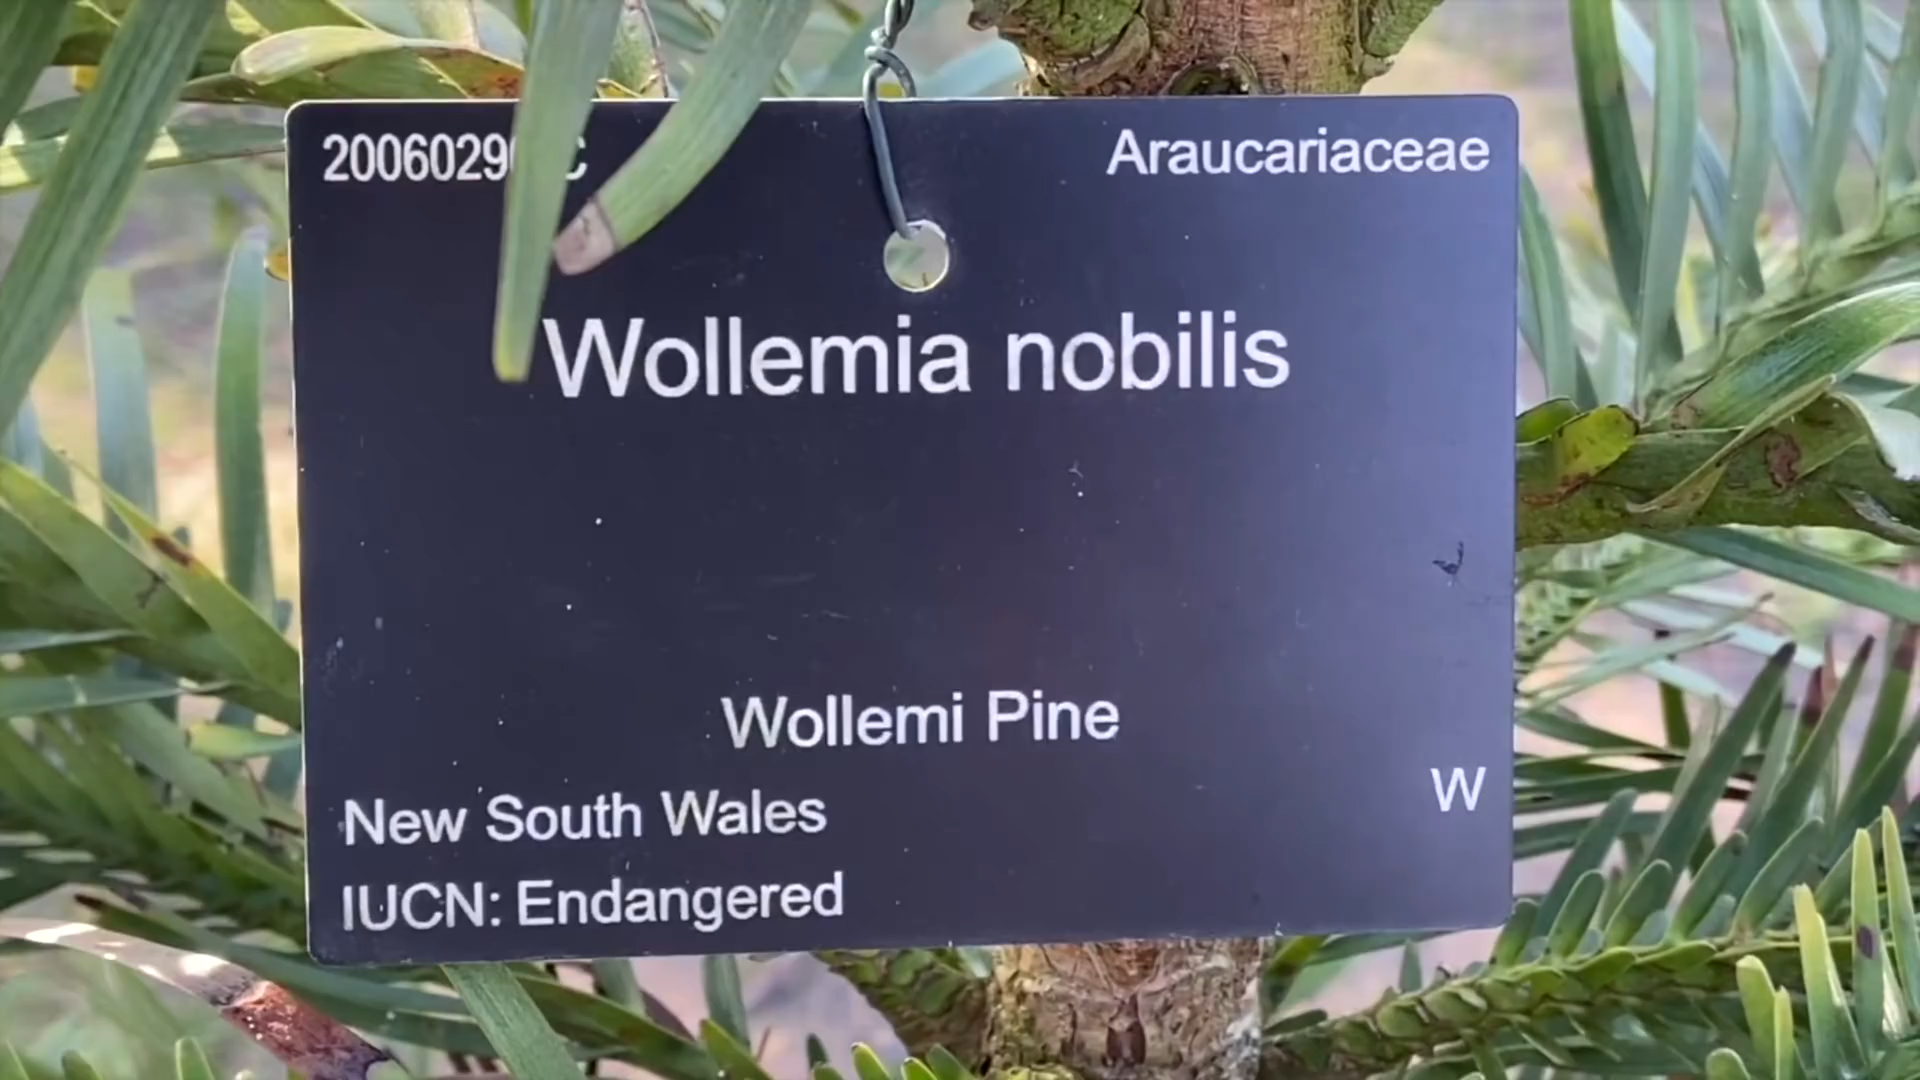 Araucariaceae
Wollemia nobilis
Wollemi Pine
New South Wales
W
IUCN: Endangered